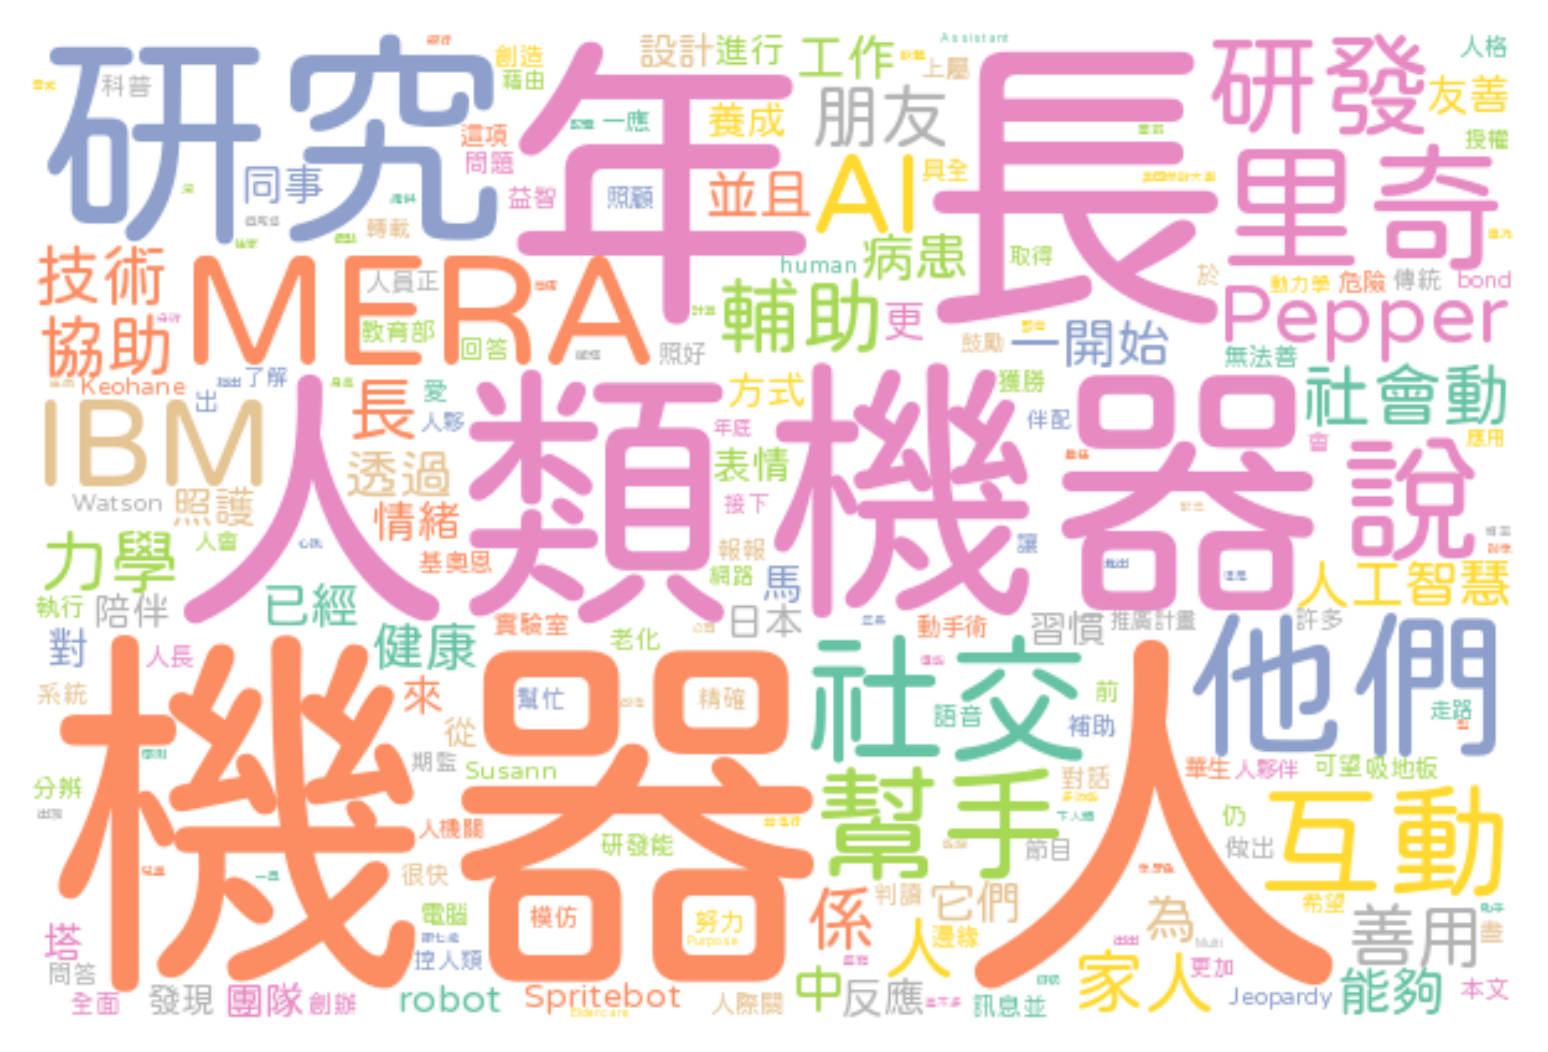 研究
年長
研發
里奇
Assistant
人格
創造
藉由
設計
進行
工作
上屬
科普
友善
授權
朋友
養成
一應
這項
問題
同事
益智
照顧
並且
AI
具全
轉載
技術
MERA
人員正
human
病患
取得
於
動力學
危險
傳統
bond
協助
教育部
回答
輔助
更
照好
鼓勵
一開始
Pepper
無法善
Keohane
出
了解
長
愛
人夥
方式
獲勝
伴配
社會動
IBM
人類機器
年底
表情
會
應用
說
Watson
照護
透過
情緒
接下
力學
人會
基奧恩
報報
網路
讓
人工智慧
執行
陪伴
已經
馬
日本
習慣
推廣計畫
許多
對
人長
健康
實驗室
老化
動手術
他們
系統
來
幫忙
精確
社交
語音
前
補助
走路
機器人
從
期監
Susann
對話
華生
人夥伴
可望
吸地板
分辨
人機關
研發能
幫手
節目
仍
做出
互動
很快
模仿
努力
Purpose
係
判讀
它們
人
邊緣
為
希望
善用
塔
問答
電腦
控人類
Multi
家人
更加
全面
發現
團隊
創辦
robot
Spritebot
Eldercare
人際關
中
反應
訊息並
Jeopardy
能夠
本文